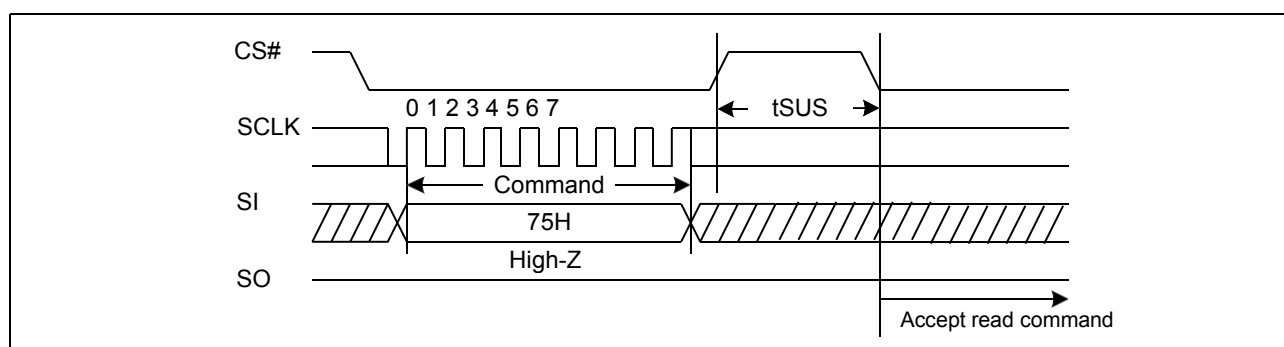 CS#
tSUS
0 1 2 3 4 5 6 7
SCLK
Command
SI
75H
High-Z
SO
Accept read command